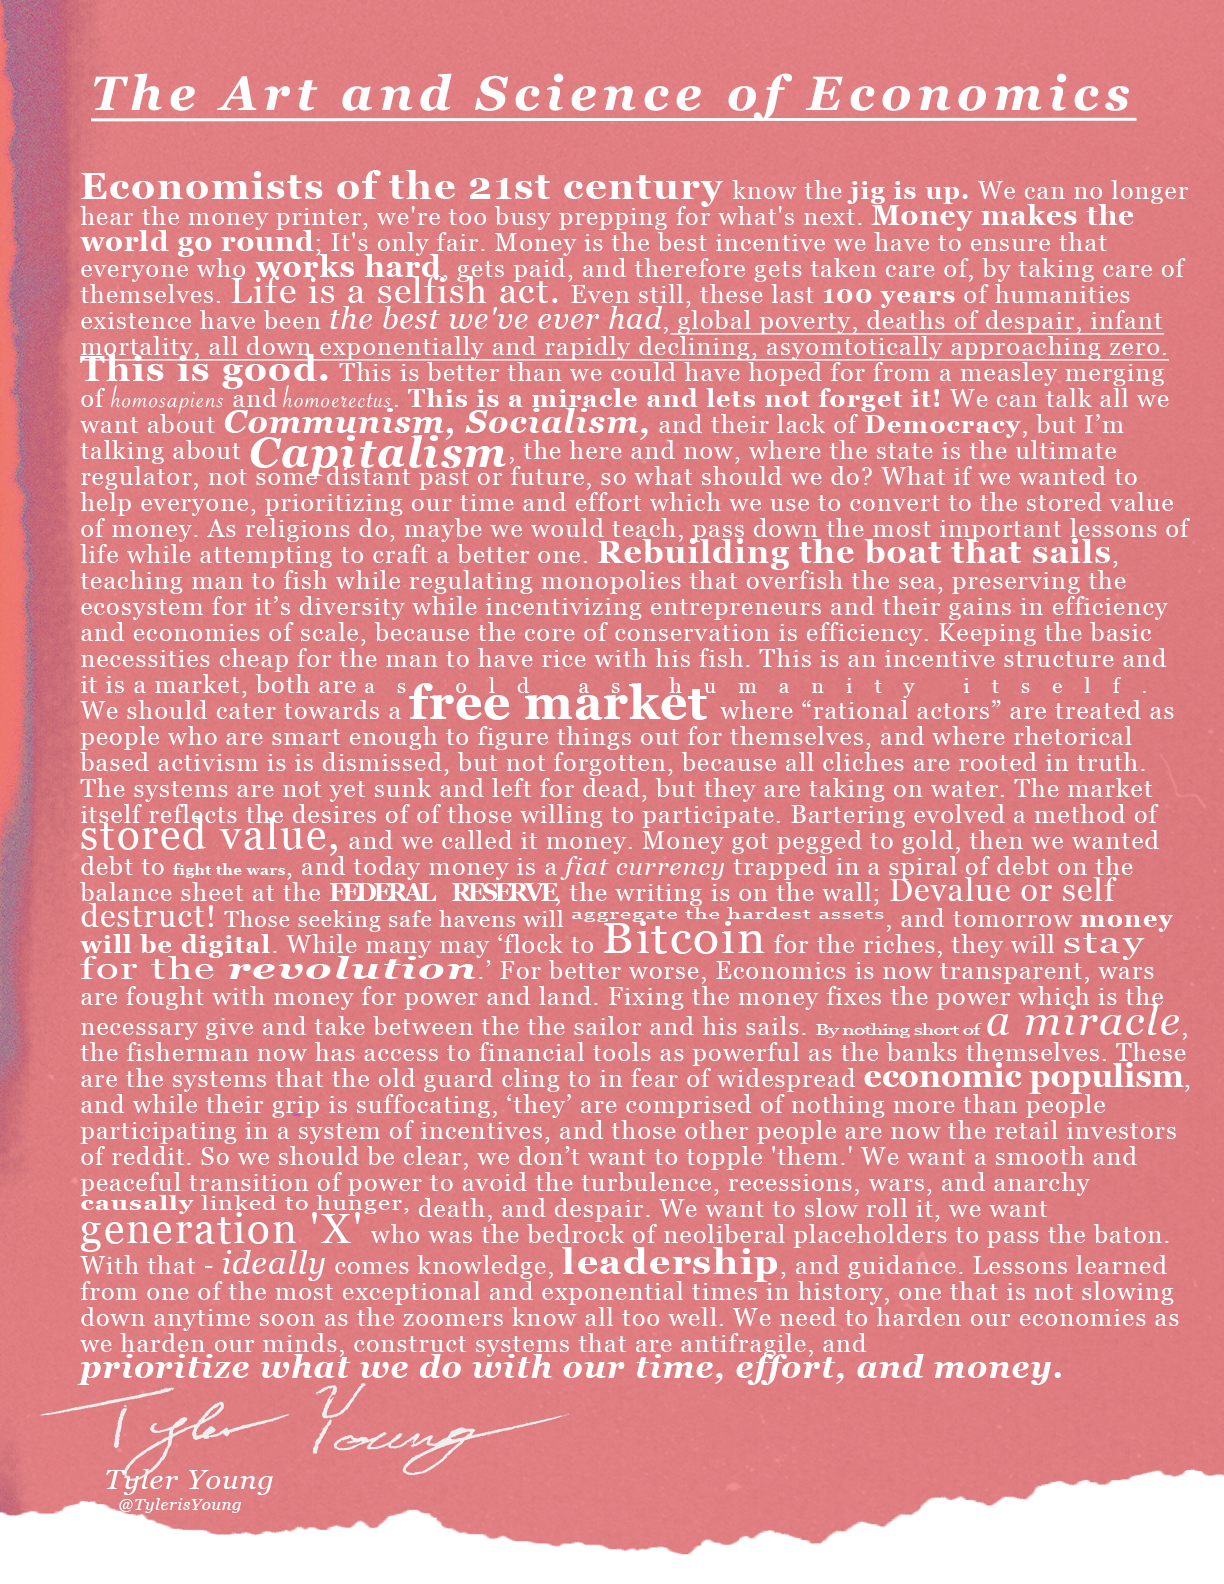 The Art and Science of Economics
Economists of the 21st century know the jig is up. We can no longer
hear the money printer, we're too busy prepping for what's next. Money makes the
world go round; It's only fair. Money is the best incentive we have to ensure that
everyone who works hard, gets paid, and therefore gets taken care of, by taking care of
themselves. Life is a selfish act. Even still, these last 100 years of humanities
existence have been the best we've ever had, global poverty, deaths of despair, infant
mortality, all down exponentially and rapidly declining, asyomtotically approaching zero.
This is good. This is better than we could have hoped for from a measley merging
of homosapiens and homoerectus. This is a miracle and lets not forget it! We can talk all we
want about Communism, Socialism, and their lack of Democracy, but I’m
talking about Capitalism, the here and now, where the state is the ultimate
regulator, not some distant past or future, so what should we do? What if we wanted to
help everyone, prioritizing our time and effort which we use to convert to the stored value
of money. As religions do, maybe we would teach, pass down the most important lessons of
life while attempting to craft a better one. Rebuilding the boat that sails,
teaching man to fish while regulating monopolies that overfish the sea, preserving the
ecosystem for it’s diversity while incentivizing entrepreneurs and their gains in efficiency
and economies of scale, because the core of conservation is efficiency. Keeping the basic
necessities cheap for the man to have rice with his fish. This is an incentive structure and
it is a market, both are as old as humanity itself.
We should cater towards a free market where “rational actors” are treated as
people who are smart enough to figure things out for themselves, and where rhetorical
based activism is is dismissed, but not forgotten, because all cliches are rooted in truth.
The systems are not yet sunk and left for dead, but they are taking on water. The market
itself reflects the desires of of those willing to participate. Bartering evolved a method of
stored value, and we called it money. Money got pegged to gold, then we wanted
debt to fight the wars, and today money is a fiat currency trapped in a spiral of debt on the
balance sheet at the FEDERAL RESERVE, the writing is on the wall; Devalue or self
destruct! Those seeking safe havens will aggregate the hardest assets, and tomorrow money
will be digital. While many may ‘flock to Bitcoin for the riches, they will stay
for the revolution.’ For better worse, Economics is now transparent, wars
are fought with money for power and land. Fixing the money fixes the power which is the
necessary give and take between the the sailor and his sails. By nothing short of a miracle,
the fisherman now has access to financial tools as powerful as the banks themselves. These
are the systems that the old guard cling to in fear of widespread economic populism,
and while their grip is suffocating, ‘they’ are comprised of nothing more than people
participating in a system of incentives, and those other people are now the retail investors
of reddit. So we should be clear, we don’t want to topple 'them.' We want a smooth and
peaceful transition of power to avoid the turbulence, recessions, wars, and anarchy
causally linked to hunger, death, and despair. We want to slow roll it, we want
generation 'X' who was the bedrock of neoliberal placeholders to pass the baton.
With that - ideally comes knowledge, leadership, and guidance. Lessons learned
from one of the most exceptional and exponential times in history, one that is not slowing
down anytime soon as the zoomers know all too well. We need to harden our economies as
we harden our minds, construct systems that are antifragile, and
prioritize what we do with our time, effort, and money.
Tyler Young
Tyler Young
@TylerisYoung